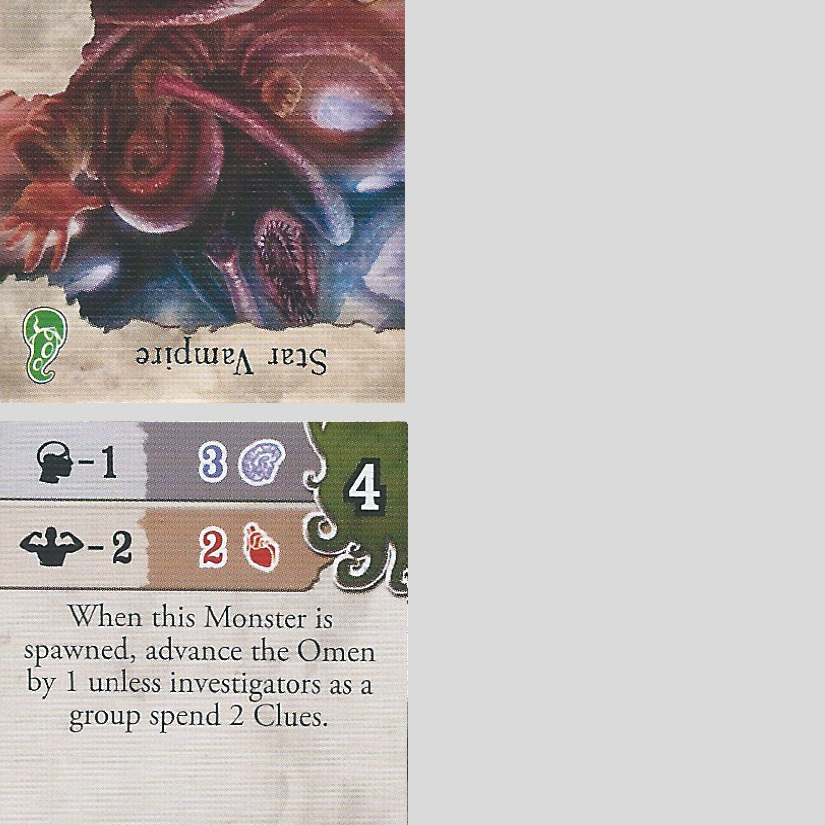 Star Vampire
-1 3 4
-2 2
When this Monster is
spawned, advance the Omen
by 1 unless investigators as a
group spend 2 Clues.